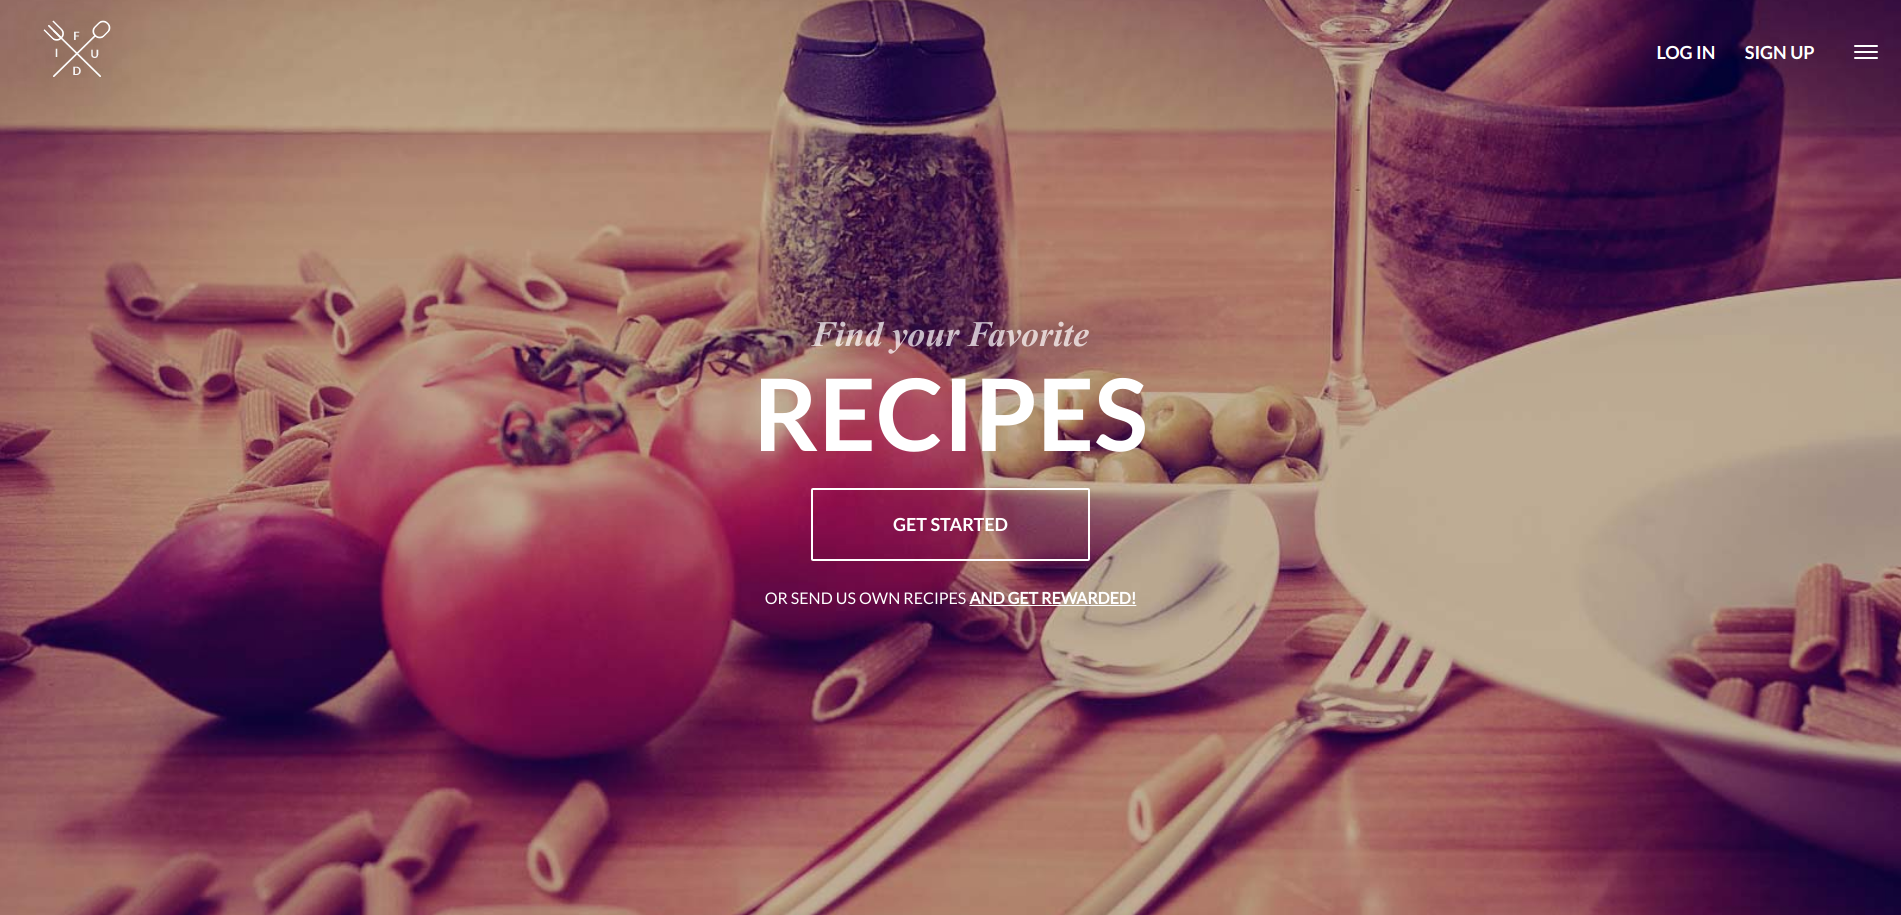 F
I U
D
LOG IN SIGN UP
Find your Favorite
RECIPES
GET STARTED
OR SEND US OWN RECIPES AND GET REWARDED!